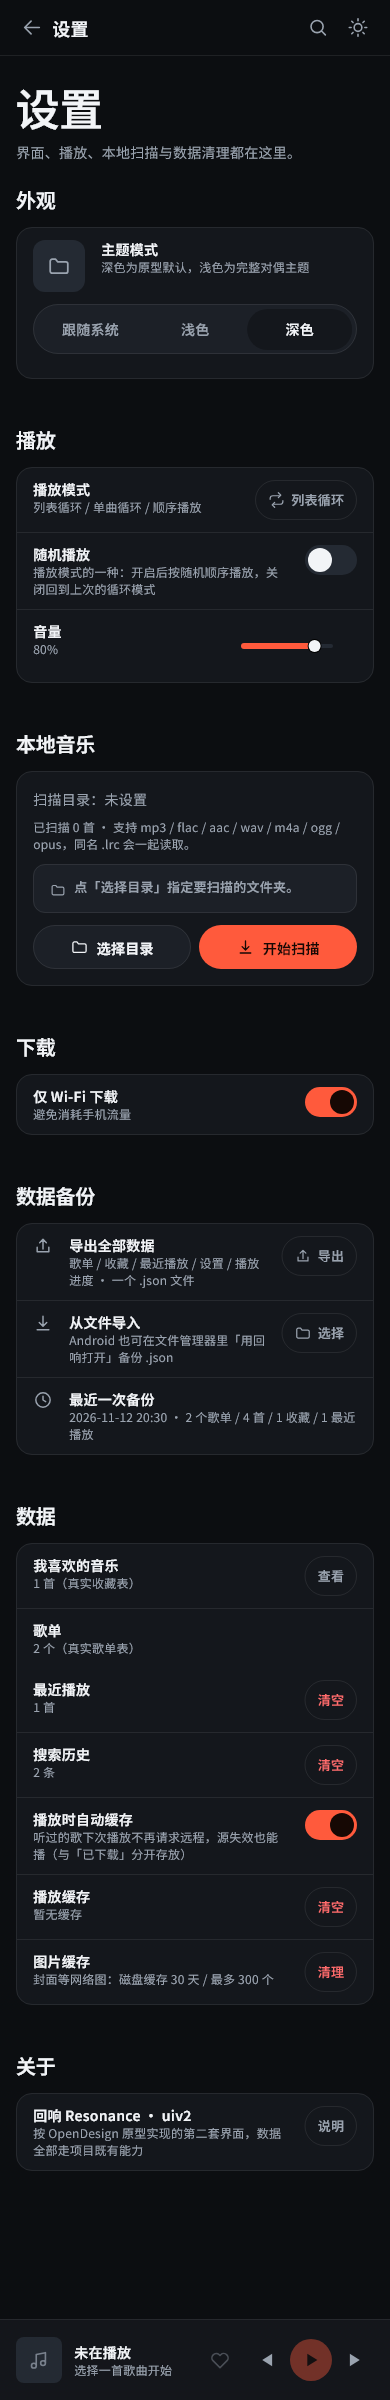 设置
设置
界面、播放、本地扫描与数据清理都在这里。
外观
主题模式
深色为原型默认，浅色为完整对偶主题
跟随系统
浅色
深色
播放
播放模式
列表循环 / 单曲循环 / 顺序播放
列表循环
随机播放
播放模式的一种：开启后按随机顺序播放，关
闭回到上次的循环模式
音量
80%
本地音乐
扫描目录：未设置
已扫描 0 首 · 支持 mp3 / flac / aac / wav / m4a / ogg /
opus，同名 .lrc 会一起读取。
点「选择目录」指定要扫描的文件夹。
选择目录
开始扫描
下载
仅 Wi-Fi 下载
避免消耗手机流量
数据备份
导出全部数据
歌单 / 收藏 / 最近播放 / 设置 / 播放
进度 · 一个 .json 文件
导出
从文件导入
Android 也可在文件管理器里「用回
响打开」备份 .json
选择
最近一次备份
2026-11-12 20:30 · 2 个歌单 / 4 首 / 1 收藏 / 1 最近
播放
数据
我喜欢的音乐
1 首（真实收藏表）
查看
歌单
2 个（真实歌单表）
最近播放
1 首
清空
搜索历史
2 条
清空
播放时自动缓存
听过的歌下次播放不再请求远程，源失效也能
播（与「已下载」分开存放）
播放缓存
暂无缓存
清空
图片缓存
封面等网络图：磁盘缓存 30 天 / 最多 300 个
清理
关于
回响 Resonance · uiv2
按 OpenDesign 原型实现的第二套界面，数据
全部走项目既有能力
说明
未在播放
选择一首歌曲开始